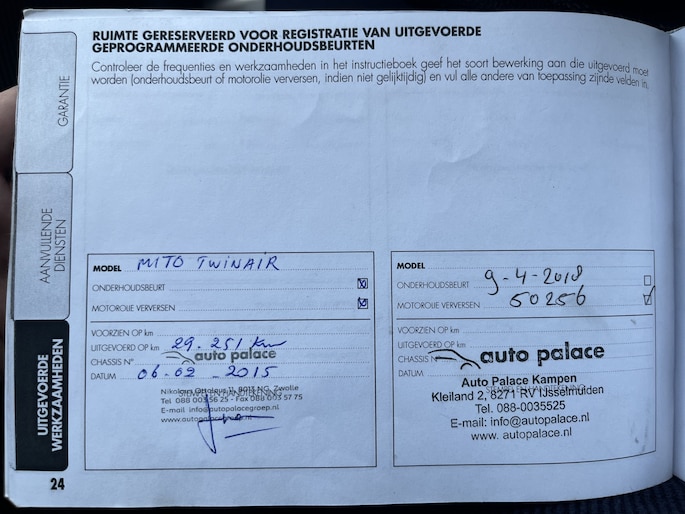 RUIMTE GERESERVEERD VOOR REGISTRATIE VAN UITGEVOERDE
GEPROGRAMMEERDE ONDERHOUDSBEURTEN
Controleer de frequenties en werkzaamheden in het instructieboek geef het soort bewerking aan die uitgevoerd moet
worden (onderhoudsbeurt of motorolie verversen, indien niet gelijktijdig) en vul alle andere van toepassing zijnde velden in.
GARANTIE
AANVULLENDE
DIENSTEN
UITGEVOERDE
WERKZAAMHEDEN
MODEL MITO TWINAIR
ONDERHOUDSBEURT
MOTOROLIE VERVERSEN
VOORZIEN OP km
UITGEVOERD OP km 29.251 km
CHASSIS N° auto palace
DATUM 06-02-2015
STEMPEL EN HANDTEKENING
Nikolaus Ottostr 11, 8013 NG Zwolle
Tel 088 003 56 25 - Fax 088 003 57 75
E-mail info@autopalacegroep.nl
MODEL
ONDERHOUDSBEURT 9-4-2018
MOTOROLIE VERVERSEN 50256
VOORZIEN OP km
UITGEVOERD OP km
CHASSIS N° auto palace
DATUM
Auto Palace Kampen
Kleiland 2, 8271 RV IJsselmuiden
Tel. 088-0035525
E-mail: info@autopalace.nl
www. autopalace.nl
24